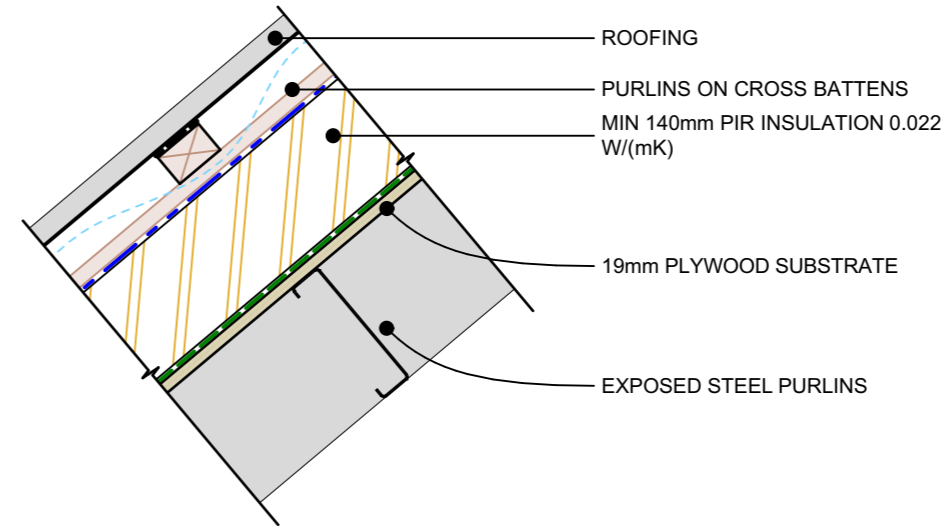 ROOFING
PURLINS ON CROSS BATTENS
MIN 140mm PIR INSULATION 0.022
W/(mK)
19mm PLYWOOD SUBSTRATE
EXPOSED STEEL PURLINS